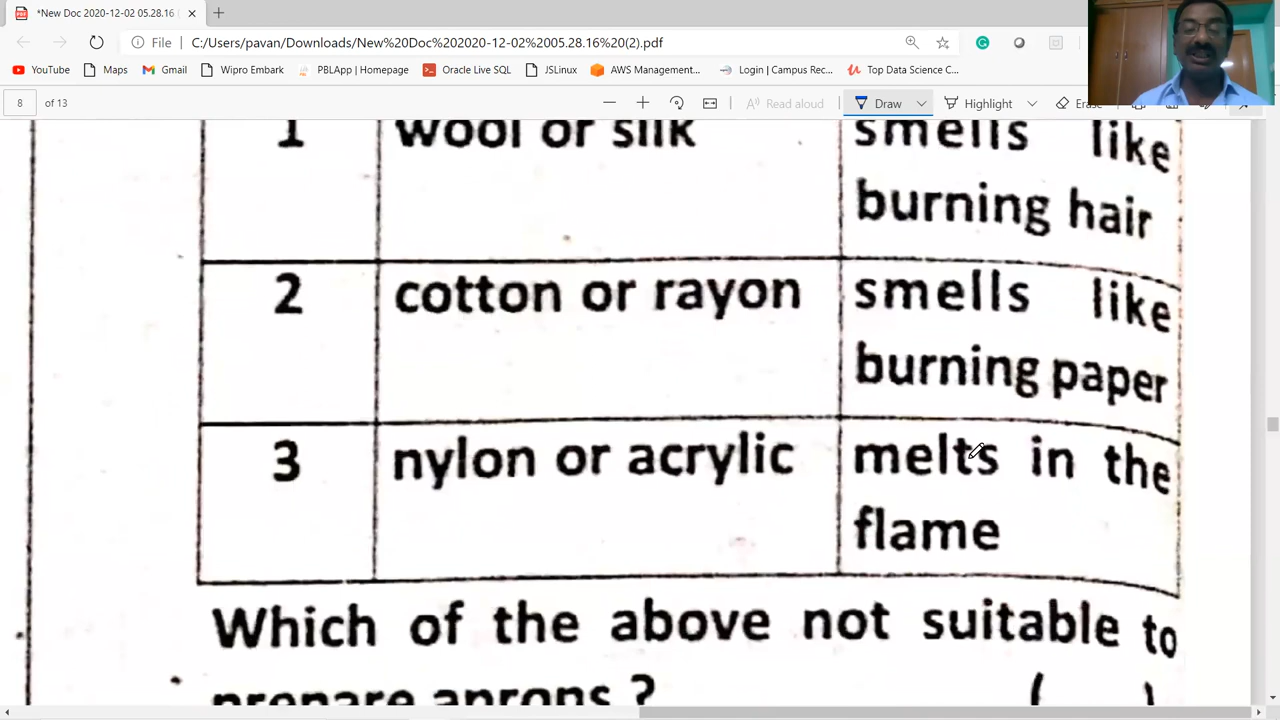 *New Doc 2020-12-02 05.28.16
File C:/Users/pavan/Downloads/New%20Doc%202020-12-02%2005.28.16%20(2).pdf
YouTube Maps Gmail Wipro Embark PBLApp | Homepage Oracle Live SQL JSLinux AWS Management... Login | Campus Rec... Top Data Science C...
8 of 13 Read aloud Draw Highlight Erase
1 wool or silk smells like
burning hair
2 cotton or rayon smells like
burning paper
3 nylon or acrylic melts in the
flame
Which of the above not suitable to
prepare aprons ? ( )